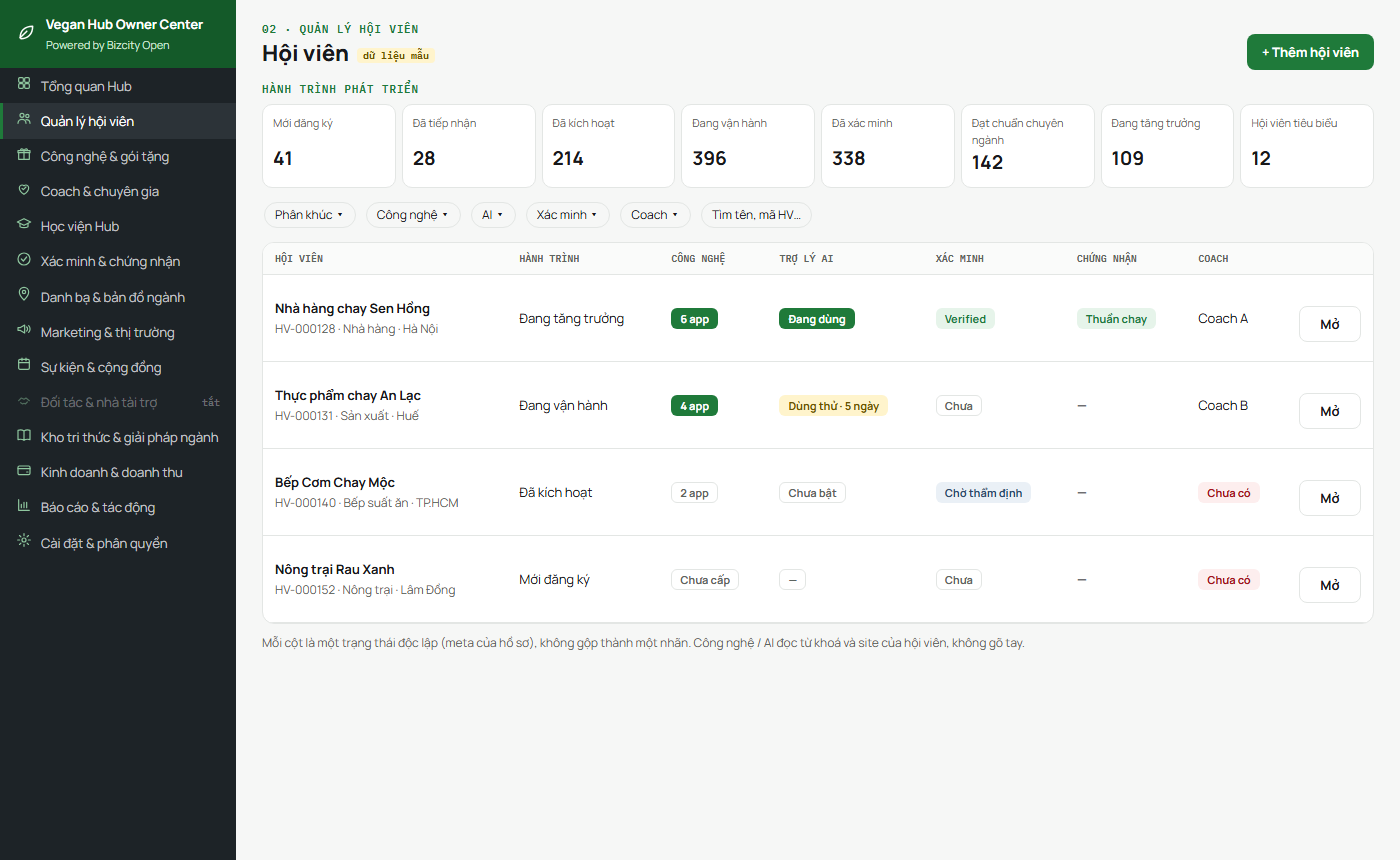 Vegan Hub Owner Center
Powered by Bizcity Open
Tổng quan Hub
Quản lý hội viên
Công nghệ & gói tặng
Coach & chuyên gia
Học viện Hub
Xác minh & chứng nhận
Danh bạ & bản đồ ngành
Marketing & thị trường
Sự kiện & cộng đồng
Đối tác & nhà tài trợ tắt
Kho tri thức & giải pháp ngành
Kinh doanh & doanh thu
Báo cáo & tác động
Cài đặt & phân quyền
02 · QUẢN LÝ HỘI VIÊN
Hội viên dữ liệu mẫu
+ Thêm hội viên
HÀNH TRÌNH PHÁT TRIỂN
Mới đăng ký
41
Đã tiếp nhận
28
Đã kích hoạt
214
Đang vận hành
396
Đã xác minh
338
Đạt chuẩn chuyên
ngành
142
Đang tăng trưởng
109
Hội viên tiêu biểu
12
Phân khúc ▾ Công nghệ ▾ AI ▾ Xác minh ▾ Coach ▾ Tìm tên, mã HV…
HỘI VIÊN HÀNH TRÌNH CÔNG NGHỆ TRỢ LÝ AI XÁC MINH CHỨNG NHẬN COACH
Nhà hàng chay Sen Hồng
HV-000128 · Nhà hàng · Hà Nội
Đang tăng trưởng 6 app Đang dùng Verified Thuần chay Coach A Mở
Thực phẩm chay An Lạc
HV-000131 · Sản xuất · Huế
Đang vận hành 4 app Dùng thử · 5 ngày Chưa — Coach B Mở
Bếp Cơm Chay Mộc
HV-000140 · Bếp suất ăn · TP.HCM
Đã kích hoạt 2 app Chưa bật Chờ thẩm định — Chưa có Mở
Nông trại Rau Xanh
HV-000152 · Nông trại · Lâm Đồng
Mới đăng ký Chưa cấp — Chưa — Chưa có Mở
Mỗi cột là một trạng thái độc lập (meta của hồ sơ), không gộp thành một nhãn. Công nghệ / AI đọc từ khoá và site của hội viên, không gõ tay.